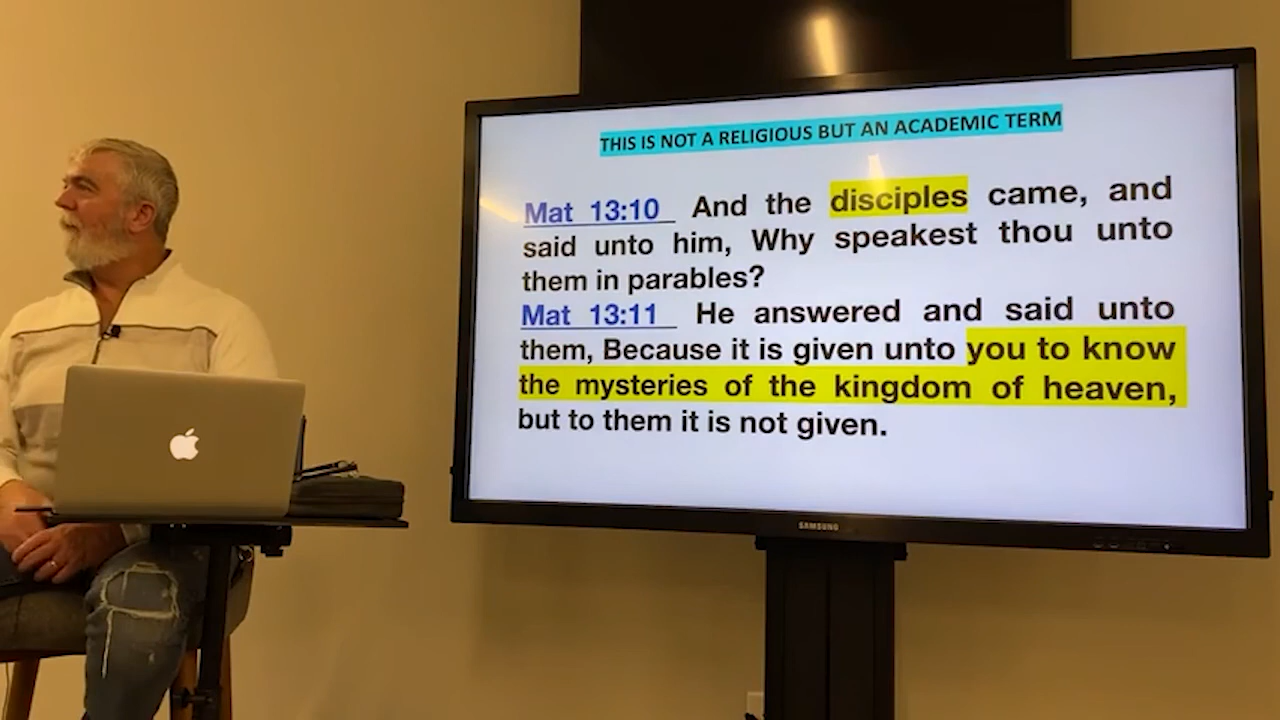 THIS IS NOT A RELIGIOUS BUT AN ACADEMIC TERM
Mat 13:10 And the disciples came, and
said unto him, Why speakest thou unto
them in parables?
Mat 13:11 He answered and said unto
them, Because it is given unto you to know
the mysteries of the kingdom of heaven,
but to them it is not given.
SAMSUNG